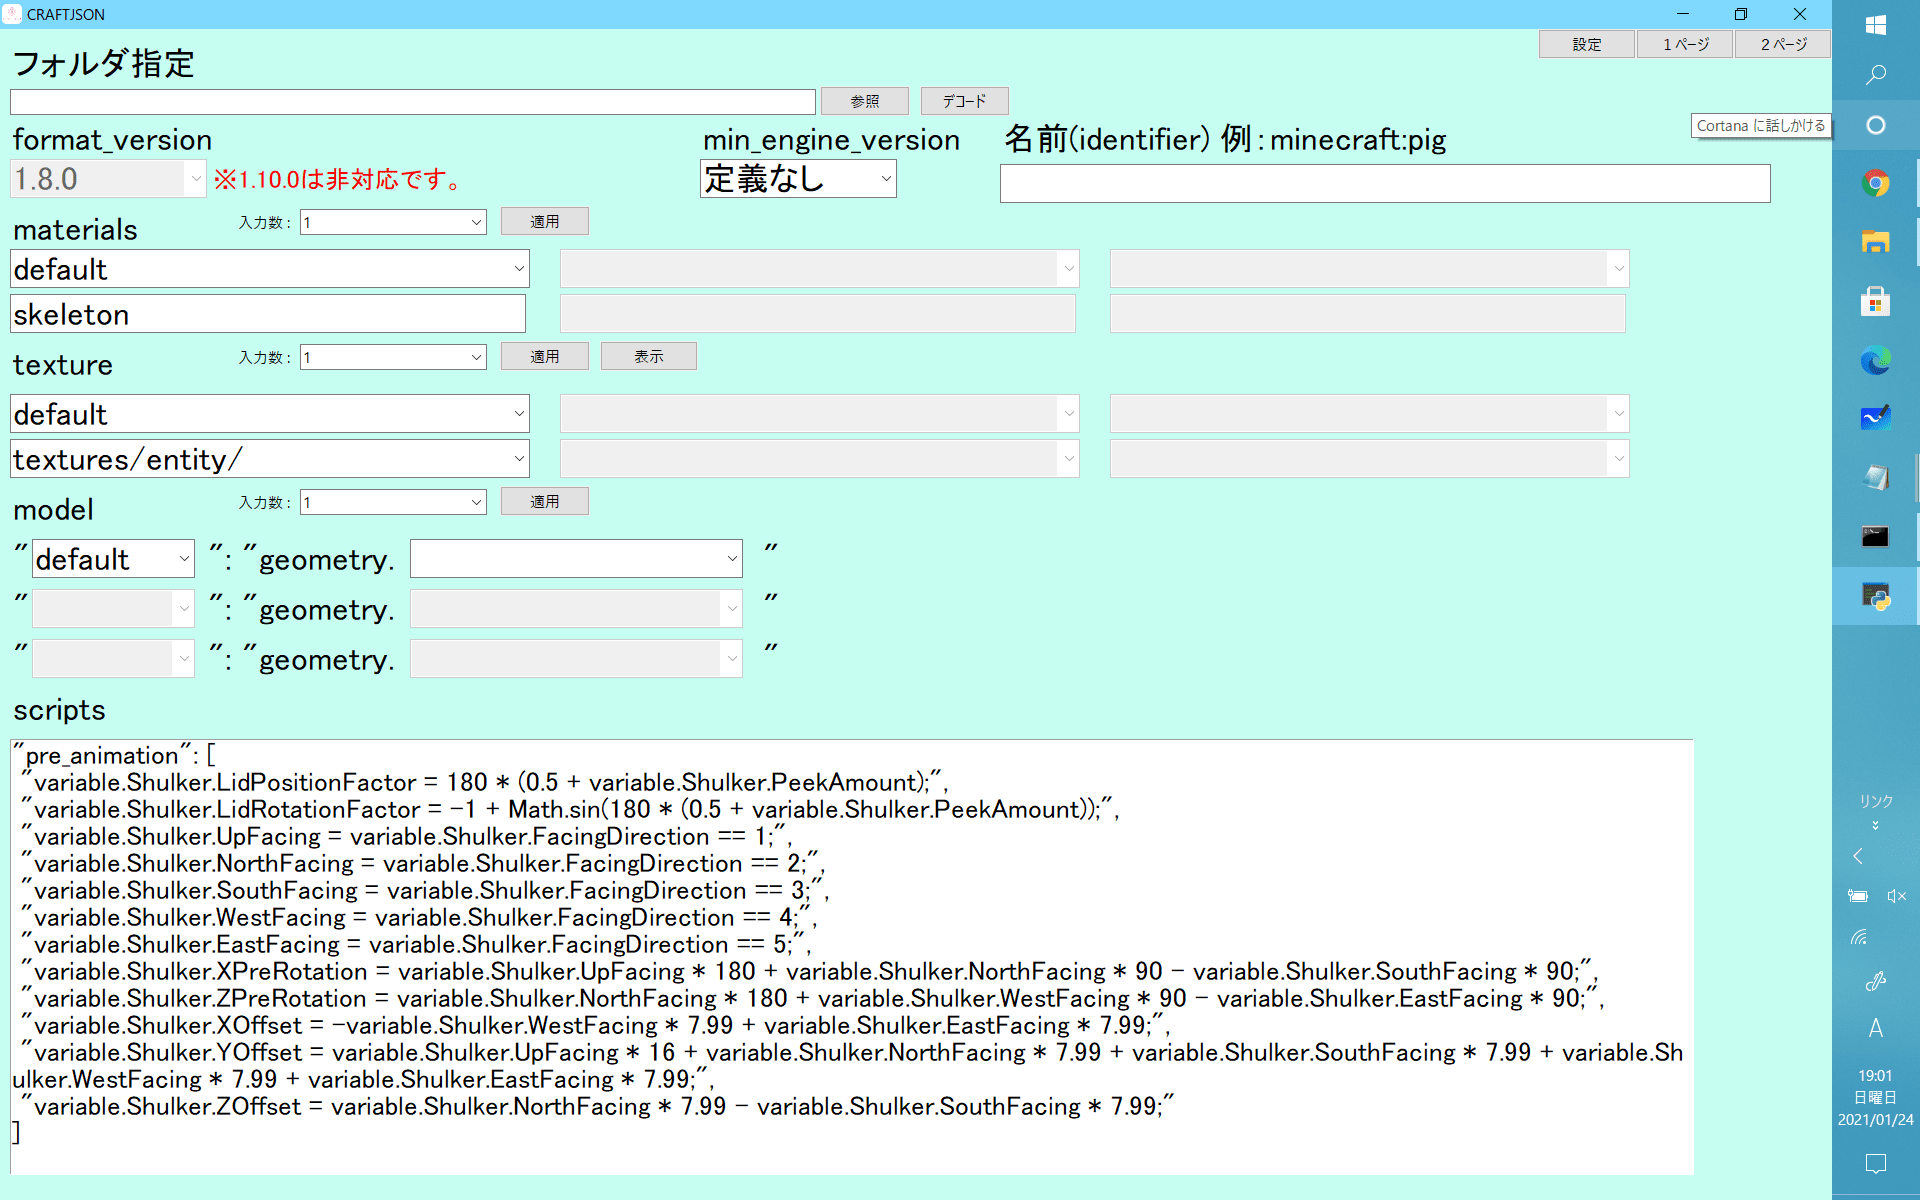 CRAFTJSON
設定
1 ページ
2 ページ
フォルダ指定
参照
デコード
Cortana に話しかける
format_version
min_engine_version
名前(identifier) 例：minecraft:pig
1.8.0
※1.10.0は非対応です。
定義なし
materials
入力数：
1
適用
default
skeleton
texture
入力数：
1
適用
表示
default
textures/entity/
model
入力数：
1
適用
"
default
": "geometry.
"
"
": "geometry.
"
"
": "geometry.
"
scripts
"pre_animation": [
"variable.Shulker.LidPositionFactor = 180 * (0.5 + variable.Shulker.PeekAmount);",
"variable.Shulker.LidRotationFactor = -1 + Math.sin(180 * (0.5 + variable.Shulker.PeekAmount));",
"variable.Shulker.UpFacing = variable.Shulker.FacingDirection == 1;",
"variable.Shulker.NorthFacing = variable.Shulker.FacingDirection == 2;",
"variable.Shulker.SouthFacing = variable.Shulker.FacingDirection == 3;",
"variable.Shulker.WestFacing = variable.Shulker.FacingDirection == 4;",
"variable.Shulker.EastFacing = variable.Shulker.FacingDirection == 5;",
"variable.Shulker.XPreRotation = variable.Shulker.UpFacing * 180 + variable.Shulker.NorthFacing * 90 - variable.Shulker.SouthFacing * 90;",
"variable.Shulker.ZPreRotation = variable.Shulker.NorthFacing * 180 + variable.Shulker.WestFacing * 90 - variable.Shulker.EastFacing * 90;",
"variable.Shulker.XOffset = -variable.Shulker.WestFacing * 7.99 + variable.Shulker.EastFacing * 7.99;",
"variable.Shulker.YOffset = variable.Shulker.UpFacing * 16 + variable.Shulker.NorthFacing * 7.99 + variable.Shulker.SouthFacing * 7.99 + variable.Sh
ulker.WestFacing * 7.99 + variable.Shulker.EastFacing * 7.99;",
"variable.Shulker.ZOffset = variable.Shulker.NorthFacing * 7.99 - variable.Shulker.SouthFacing * 7.99;"
]
リンク
A
19:01
日曜日
2021/01/24